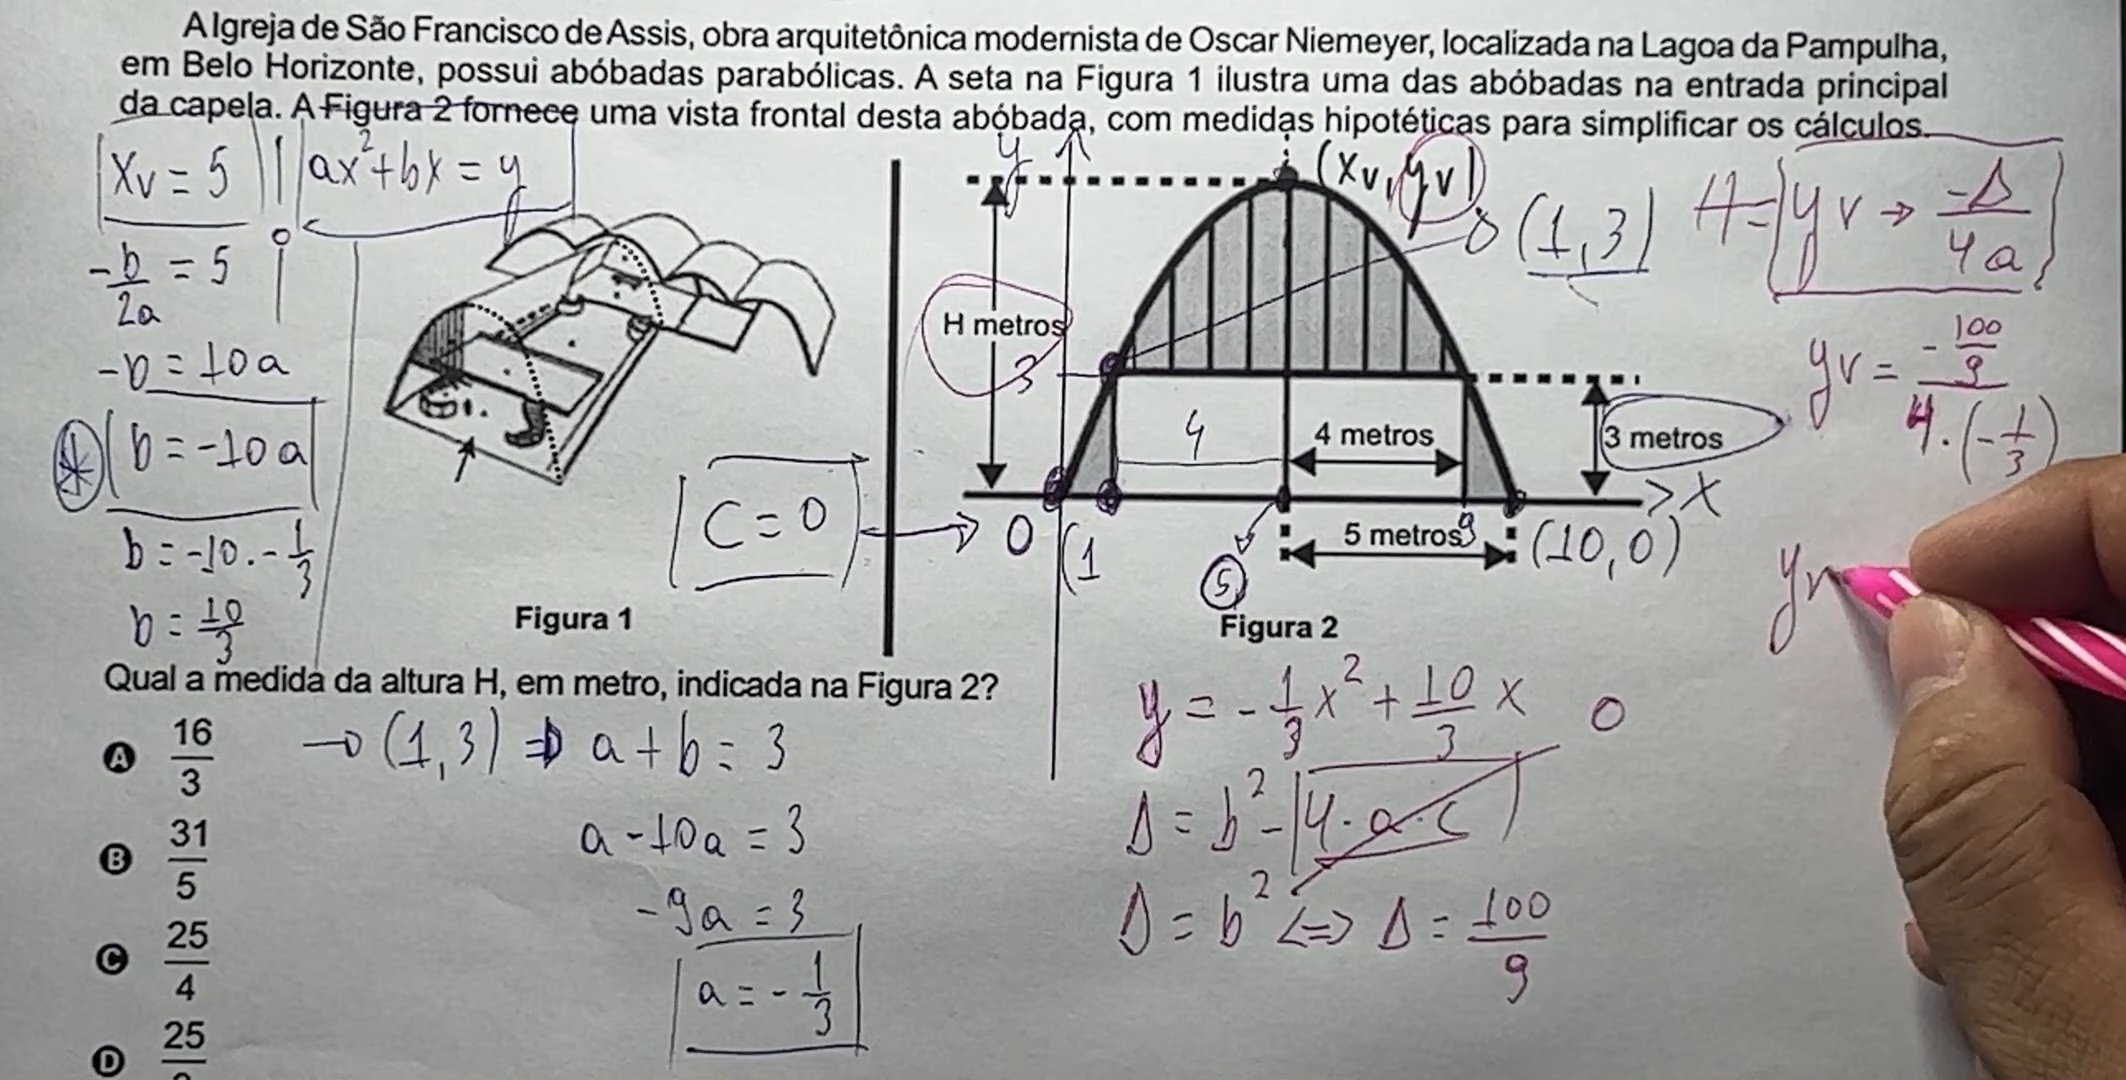 A Igreja de São Francisco de Assis, obra arquitetônica modernista de Oscar Niemeyer, localizada na Lagoa da Pampulha,
em Belo Horizonte, possui abóbadas parabólicas. A seta na Figura 1 ilustra uma das abóbadas na entrada principal
da capela. A Figura 2 fornece uma vista frontal desta abóbada, com medidas hipotéticas para simplificar os cálculos.
Xv = 5
ax²+bx = y
-b/2a = 5
-b = 10a
* b = -10a
b = -10.-1/3
b = 10/3
C = 0
Figura 1
y
(Xv, yv)
(1,3)
H metros
3
4
4 metros
3 metros
X
0
1
5
5 metros
9
(10,0)
Figura 2
H = yv → -Δ/4a
yv = -100/9 / 4.(-1/3)
yv
Qual a medida da altura H, em metro, indicada na Figura 2?
A 16/3
B 31/5
C 25/4
D 25
→ (1,3) ⇒ a + b = 3
a - 10a = 3
-9a = 3
a = -1/3
y = -1/3 x² + 10/3 x
0
Δ = b² - 4.a.c
Δ = b² <=> Δ = 100/9